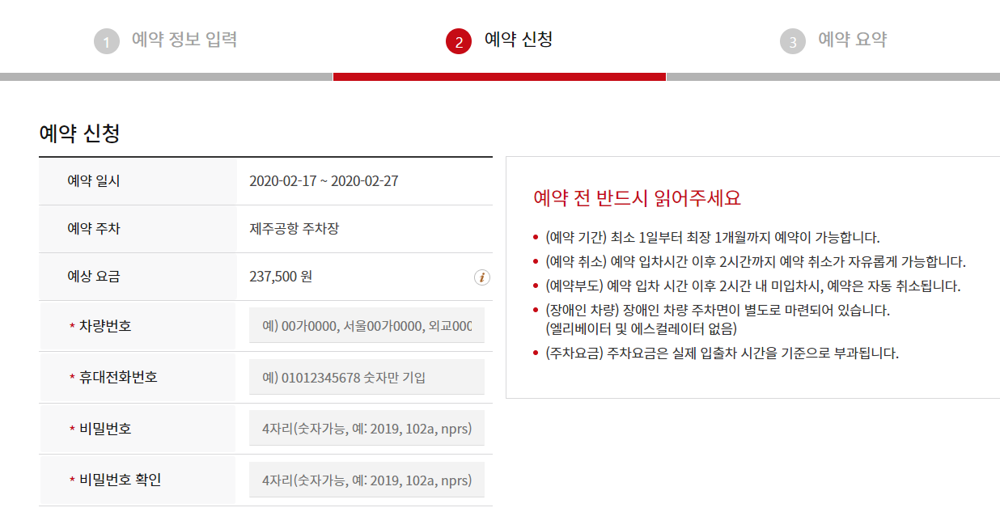 1 예약 정보 입력
2 예약 신청
3 예약 요약
예약 신청
예약 일시 2020-02-17 ~ 2020-02-27
예약 주차 제주공항 주차장
예상 요금 237,500 원 i
* 차량번호 예) 00가0000, 서울00가0000, 외교000
* 휴대전화번호 예) 01012345678 숫자만 기입
* 비밀번호 4자리(숫자가능, 예: 2019, 102a, nprs)
* 비밀번호 확인 4자리(숫자가능, 예: 2019, 102a, nprs)
예약 전 반드시 읽어주세요
• (예약 기간) 최소 1일부터 최장 1개월까지 예약이 가능합니다.
• (예약 취소) 예약 입차시간 이후 2시간까지 예약 취소가 자유롭게 가능합니다.
• (예약부도) 예약 입차 시간 이후 2시간 내 미입차시, 예약은 자동 취소됩니다.
• (장애인 차량) 장애인 차량 주차면이 별도로 마련되어 있습니다.
(엘리베이터 및 에스컬레이터 없음)
• (주차요금) 주차요금은 실제 입출차 시간을 기준으로 부과됩니다.